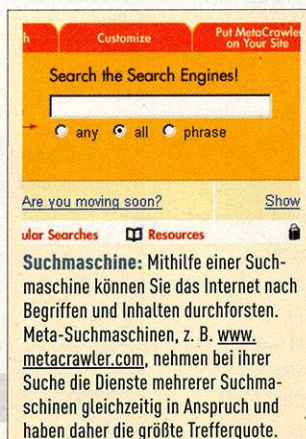 Customize
Put MetaCrawler
on Your Site
Search the Search Engines!
any all phrase
Are you moving soon? Show
ular Searches Resources
Suchmaschine: Mithilfe einer Such-
maschine können Sie das Internet nach
Begriffen und Inhalten durchforsten.
Meta-Suchmaschinen, z. B. www.
metacrawler.com, nehmen bei ihrer
Suche die Dienste mehrerer Suchma-
schinen gleichzeitig in Anspruch und
haben daher die größte Trefferquote.